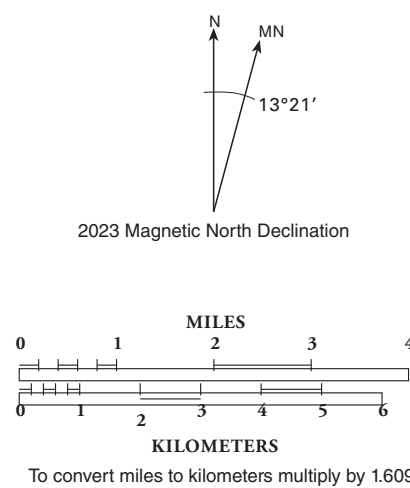 N
MN
13°21′
2023 Magnetic North Declination
MILES
0 1 2 3 4
0 1 2 3 4 5 6
KILOMETERS
To convert miles to kilometers multiply by 1.609